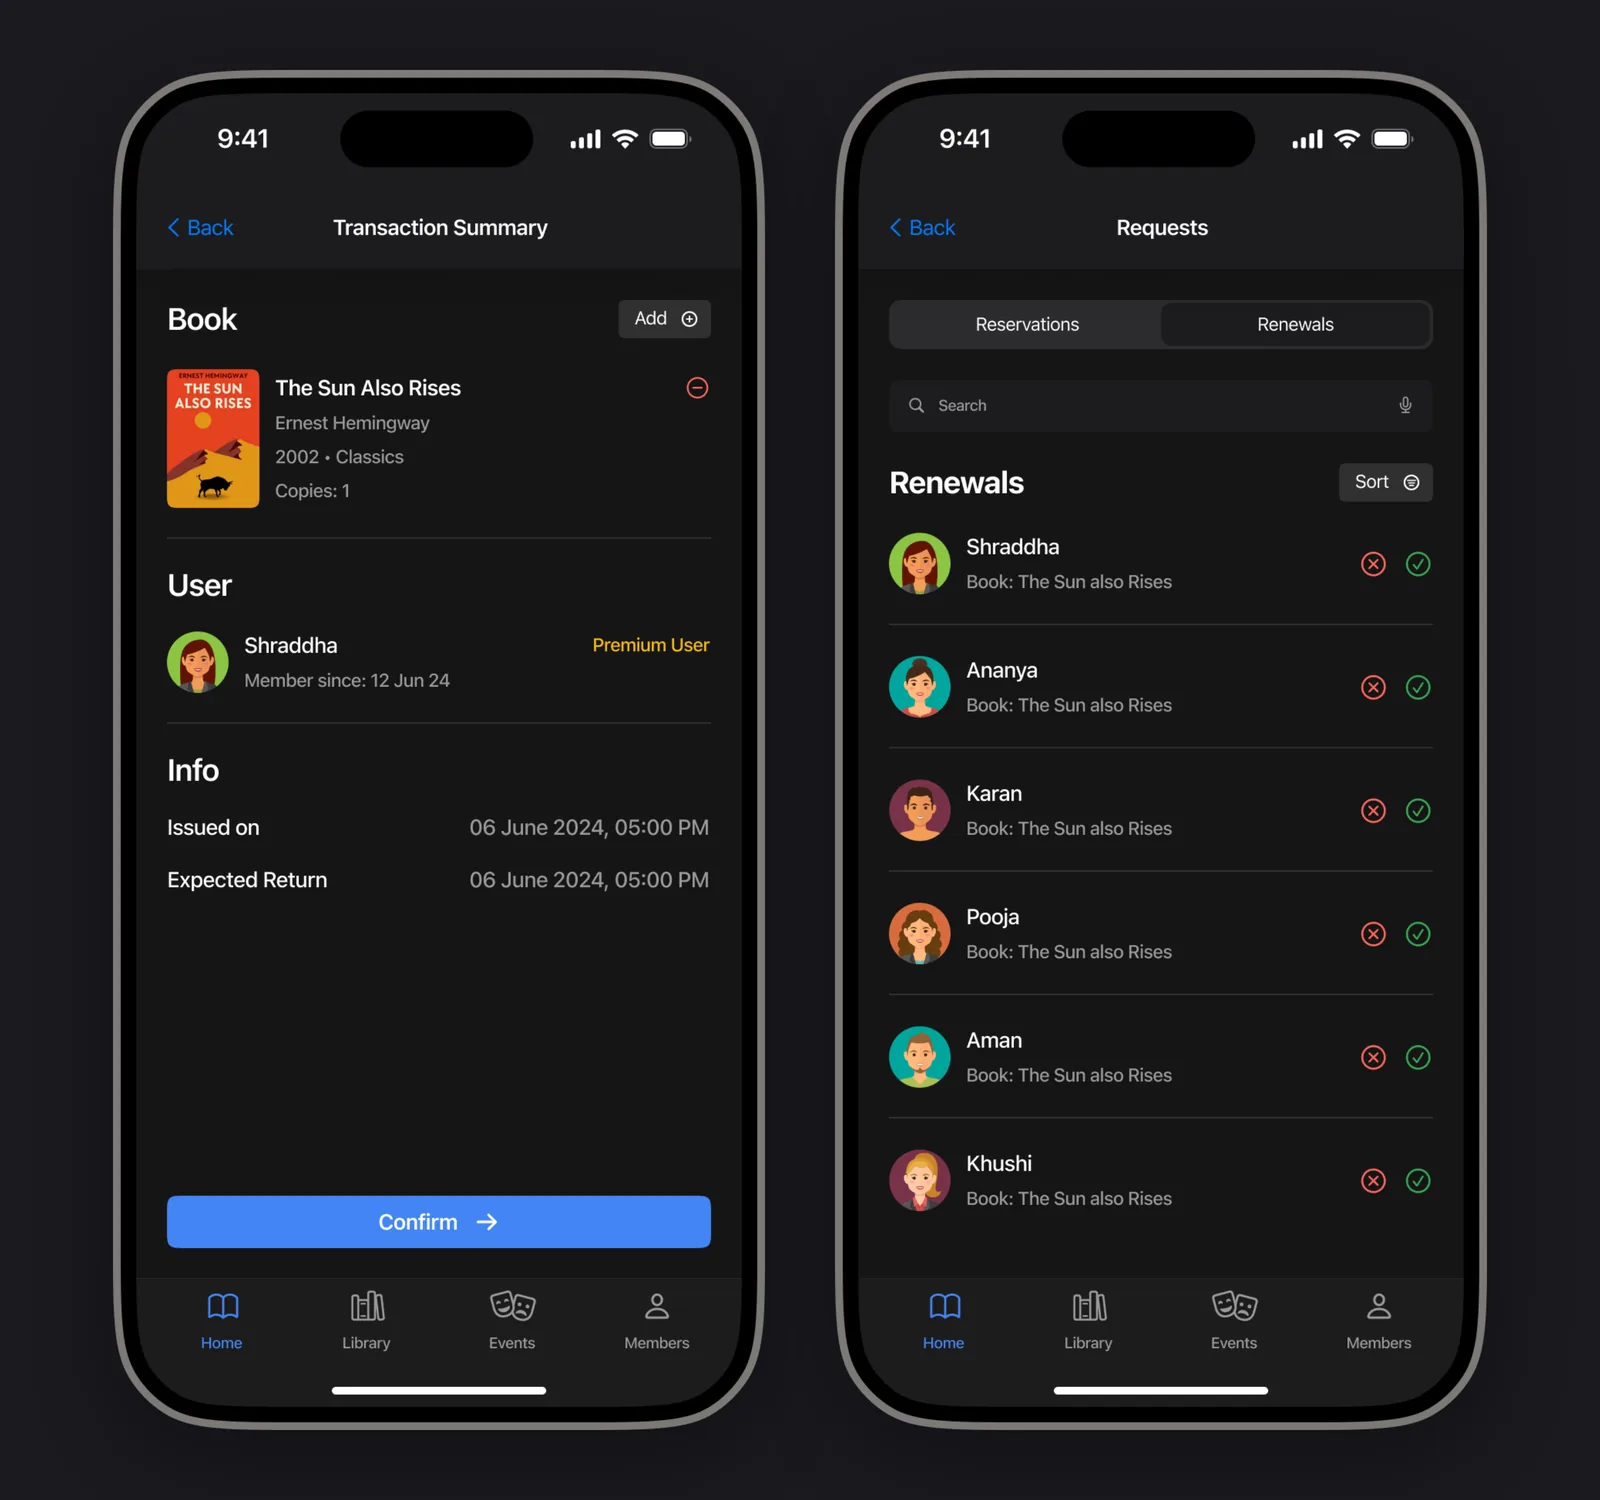 9:41
Back
Transaction Summary
Book
Add
ERNEST HEMINGWAY
THE SUN
ALSO RISES
The Sun Also Rises
Ernest Hemingway
2002 • Classics
Copies: 1
User
Shraddha
Premium User
Member since: 12 Jun 24
Info
Issued on
06 June 2024, 05:00 PM
Expected Return
06 June 2024, 05:00 PM
Confirm
Home
Library
Events
Members
9:41
Back
Requests
Reservations
Renewals
Search
Renewals
Sort
Shraddha
Book: The Sun also Rises
Ananya
Book: The Sun also Rises
Karan
Book: The Sun also Rises
Pooja
Book: The Sun also Rises
Aman
Book: The Sun also Rises
Khushi
Book: The Sun also Rises
Home
Library
Events
Members